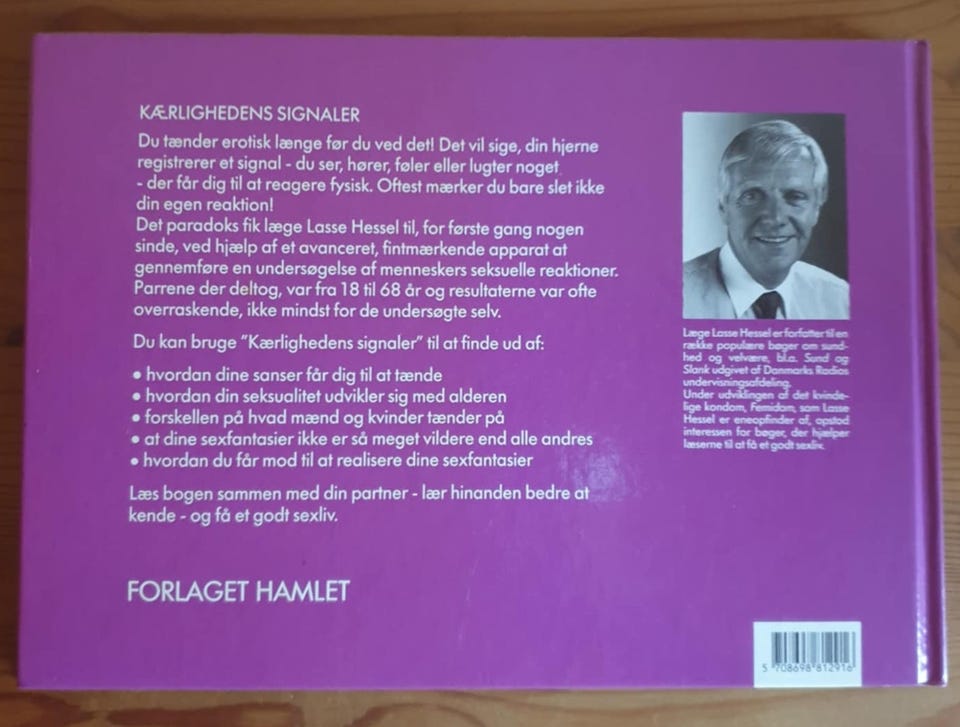 KÆRLIGHEDENS SIGNALER
Du tænder erotisk længe før du ved det! Det vil sige, din hjerne
registrerer et signal - du ser, hører, føler eller lugter noget
- der får dig til at reagere fysisk. Oftest mærker du bare slet ikke
din egen reaktion!
Det paradoks fik læge Lasse Hessel til, for første gang nogen
sinde, ved hjælp af et avanceret, fintmærkende apparat at
gennemføre en undersøgelse af menneskers seksuelle reaktioner.
Parrene der deltog, var fra 18 til 68 år og resultaterne var ofte
overraskende, ikke mindst for de undersøgte selv.
Du kan bruge "Kærlighedens signaler" til at finde ud af:
• hvordan dine sanser får dig til at tænde
• hvordan din seksualitet udvikler sig med alderen
• forskellen på hvad mænd og kvinder tænder på
• at dine sexfantasier ikke er så meget vildere end alle andres
• hvordan du får mod til at realisere dine sexfantasier
Læs bogen sammen med din partner - lær hinanden bedre at
kende - og få et godt sexliv.
FORLAGET HAMLET
Læge Lasse Hessel er forfatter til en
række populære bøger om sund-
hed og velvære, bl.a. Sund og
Slank udgivet af Danmarks Radios
undervisningsafdeling.
Under udviklingen af det kvinde-
lige kondom, Femidom, som Lasse
Hessel er eneopfinder af, opstod
interessen for bøger, der hjælper
læserne til at få et godt sexliv.
5 708698 812916